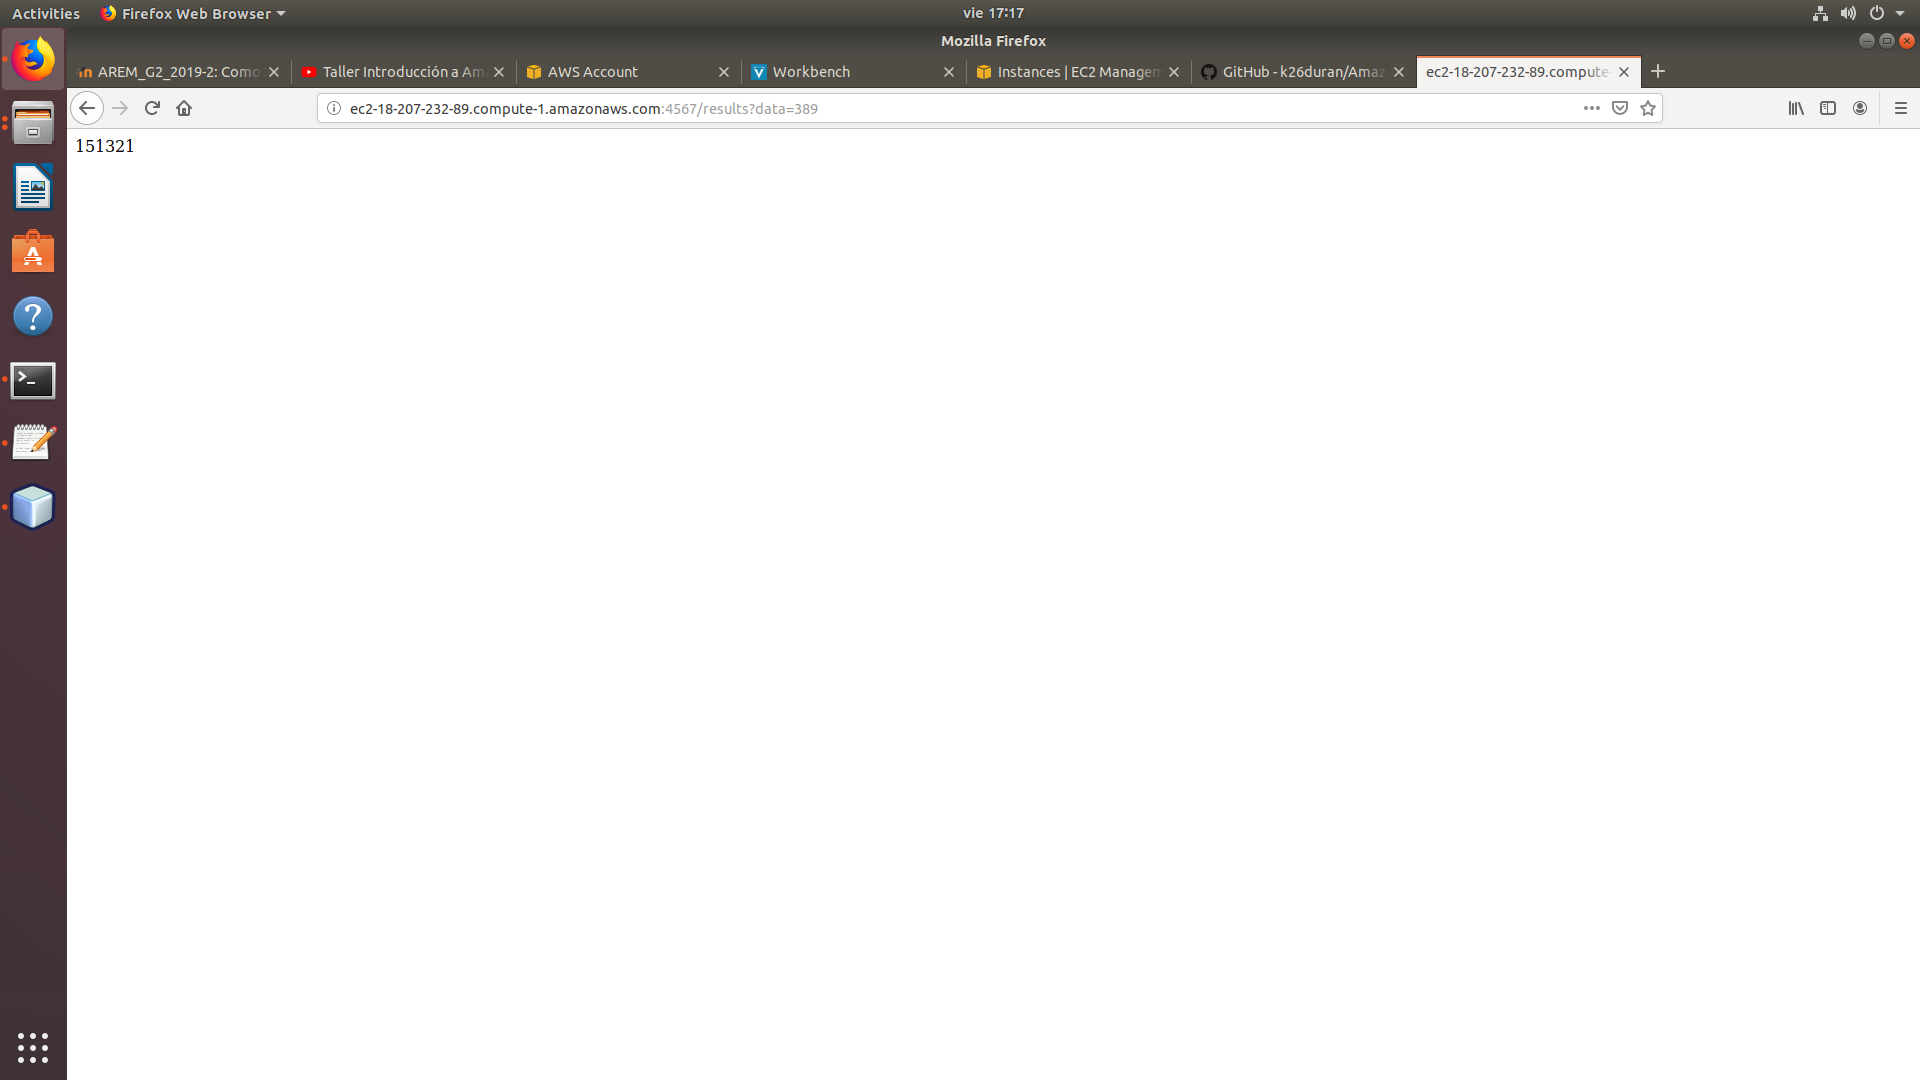 Activities Firefox Web Browser vie 17:17
Mozilla Firefox
AREM_G2_2019-2: Como Taller Introducción a Am AWS Account Workbench Instances | EC2 Managem GitHub - k26duran/Amaz ec2-18-207-232-89.compute-
ec2-18-207-232-89.compute-1.amazonaws.com:4567/results?data=389
151321